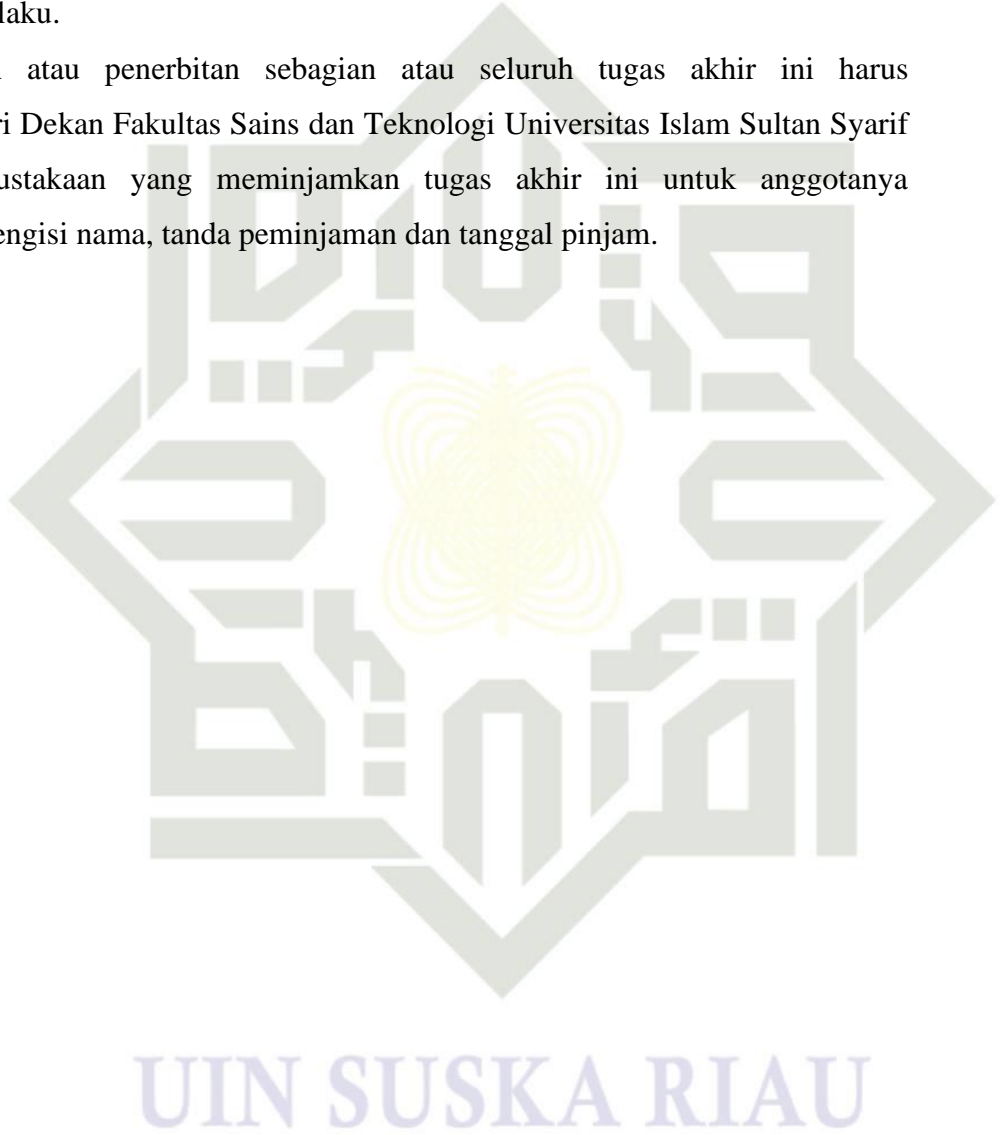 laku.
atau penerbitan sebagian atau seluruh tugas akhir ini harus
ri Dekan Fakultas Sains dan Teknologi Universitas Islam Sultan Syarif
ustakaan yang meminjamkan tugas akhir ini untuk anggotanya
engisi nama, tanda peminjaman dan tanggal pinjam.
UIN SUSKA RIAU